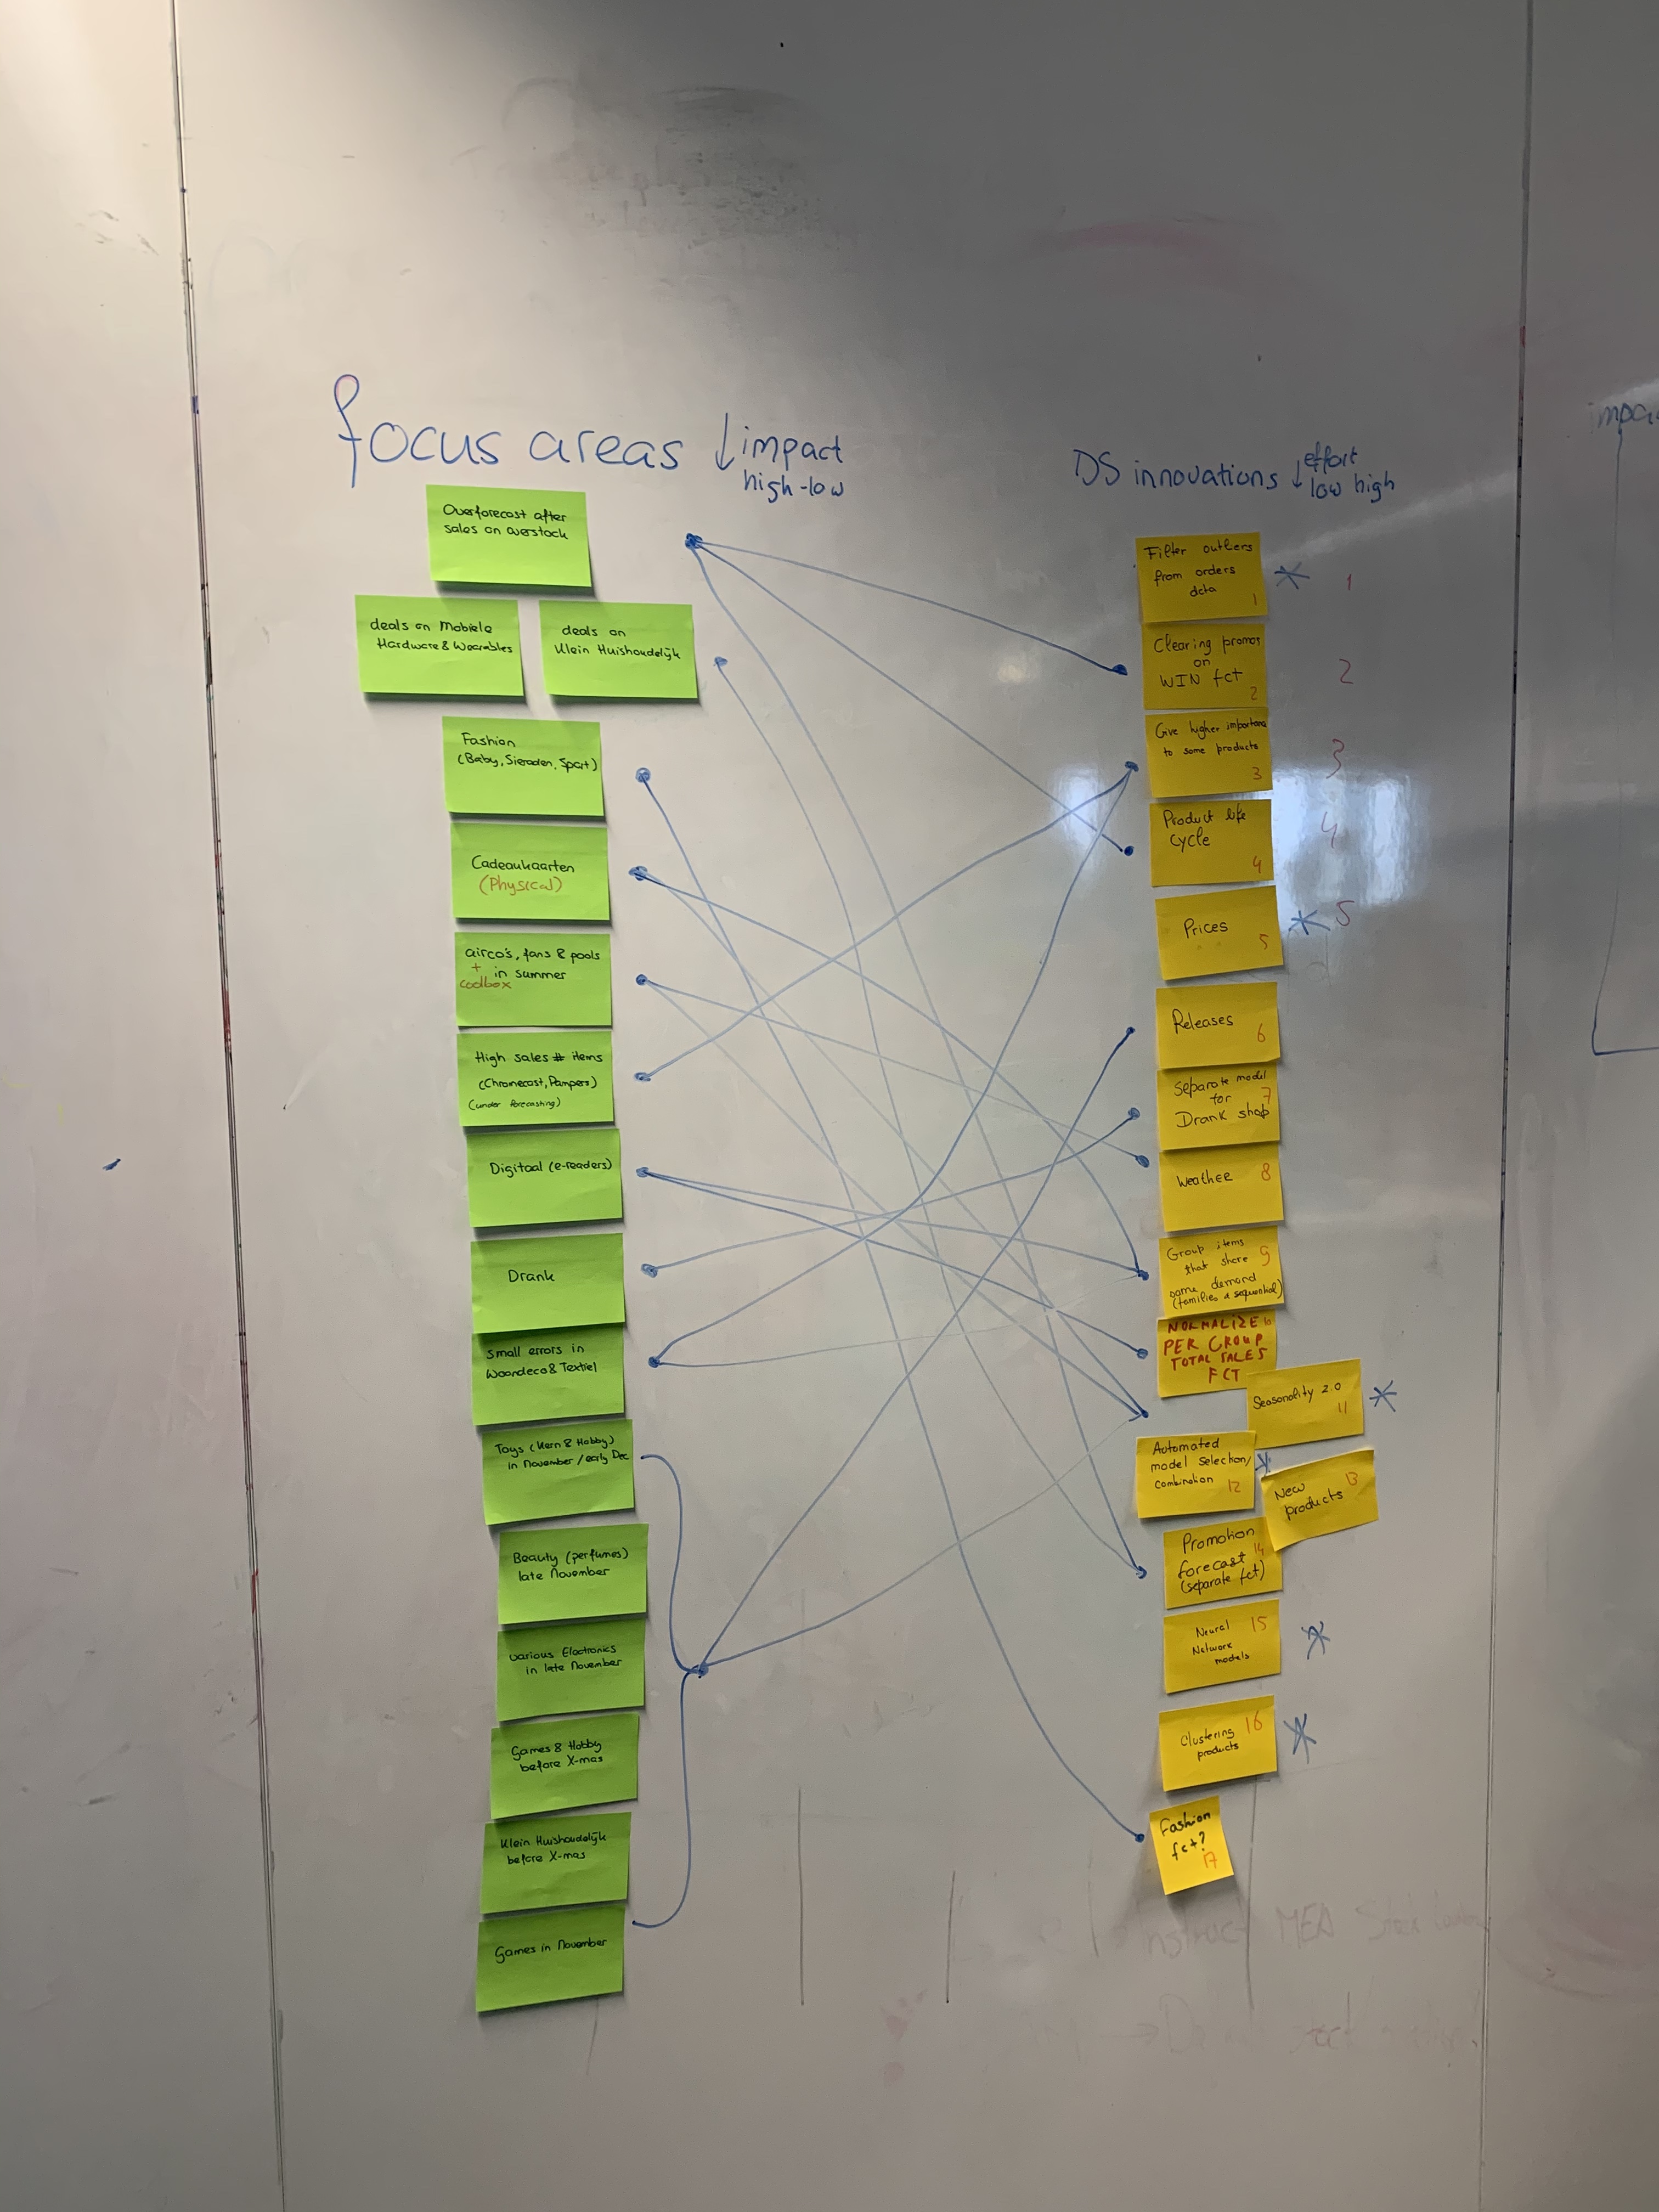 focus areas ↓ impact
high-low
Overforecast after
sales on overstock
deals on Mobiele
Hardware & Wearables
deals on
Klein Huishoudelijk
Fashion
(Baby, Sieraden, Sport)
Cadeaukaarten
(Physical)
airco's, fans & pools
+ in summer
coolbox
High sales # items
(Chromecast, Pampers)
(under forecasting)
Digitaal (e-readers)
Drank
small errors in
Woondeco & Textiel
Toys (Kern & Hobby)
in November / early Dec
Beauty (perfumes)
late November
various Electronics
in late November
Games & Hobby
before X-mas
Klein Huishoudelijk
before X-mas
Games in November
DS innovations ↓ effort
low high
Filter outliers
from orders
data
1
* 1
Clearing promos
on
WIN fct
2
2
Give higher importance
to some products
3
3
Product life
cycle
4
4
Prices
5
* 5
Releases
6
Separate model
for 7
Drank shop
Weather 8
Group items
that share 9
same demand
(families & sequential)
NORMALIZE 10
PER GROUP
TOTAL SALES
FCT
Seasonality 2.0
11
*
Automated
model selection/
combination 12
*
New 13
products
Promotion
forecast 14
(separate fct)
Neural 15
Network
models
*
Clustering 16
products
*
Fashion
fct?
17
MEA